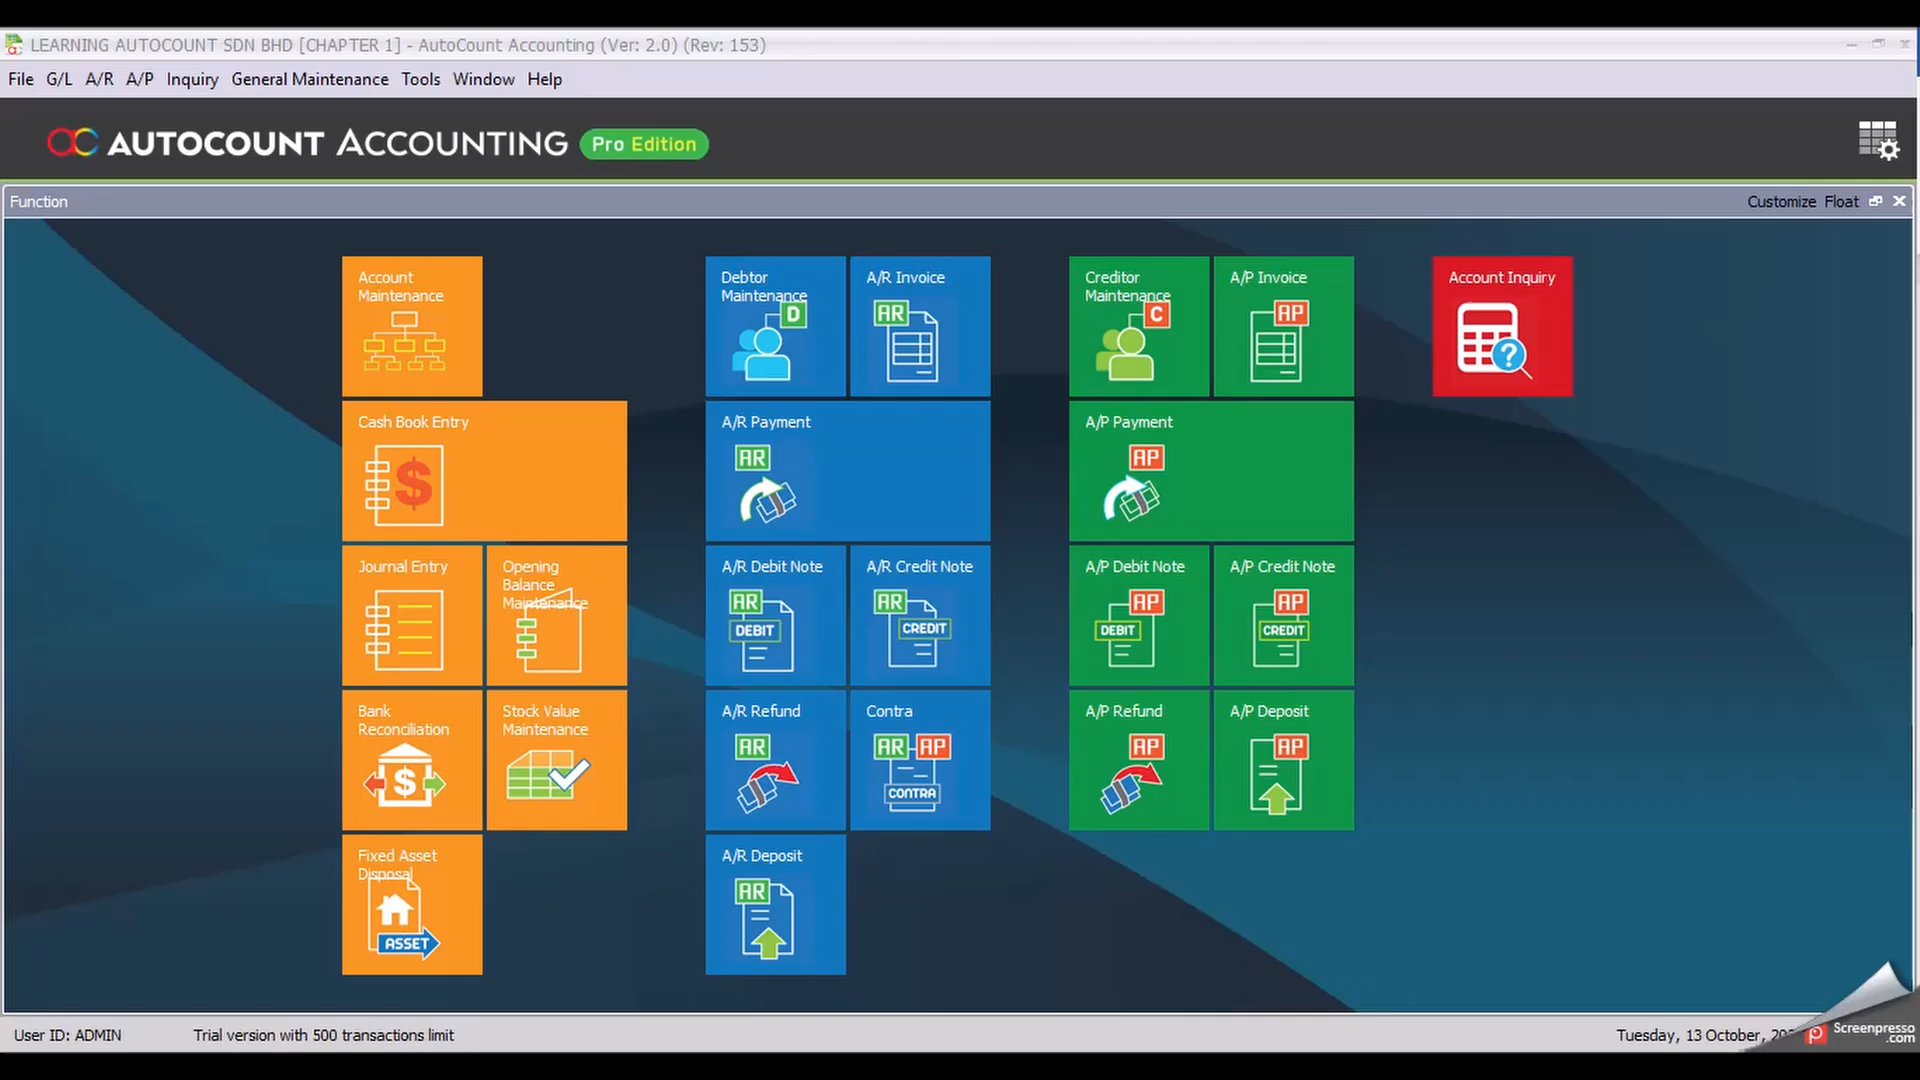 LEARNING AUTOCOUNT SDN BHD [CHAPTER 1] - AutoCount Accounting (Ver: 2.0) (Rev: 153)
File G/L A/R A/P Inquiry General Maintenance Tools Window Help
AUTOCOUNT ACCOUNTING Pro Edition
Function
Customize Float
Account
Maintenance
Debtor
Maintenance
D
A/R Invoice
AR
Creditor
Maintenance
C
A/P Invoice
AP
Account Inquiry
?
Cash Book Entry
$
A/R Payment
AR
A/P Payment
AP
Journal Entry
Opening
Balance
Maintenance
A/R Debit Note
AR
DEBIT
A/R Credit Note
AR
CREDIT
A/P Debit Note
AP
DEBIT
A/P Credit Note
AP
CREDIT
Bank
Reconciliation
$
Stock Value
Maintenance
A/R Refund
AR
Contra
AR AP
CONTRA
A/P Refund
AP
A/P Deposit
AP
Fixed Asset
Disposal
ASSET
A/R Deposit
AR
User ID: ADMIN
Trial version with 500 transactions limit
Tuesday, 13 October,
Screenpresso
.com